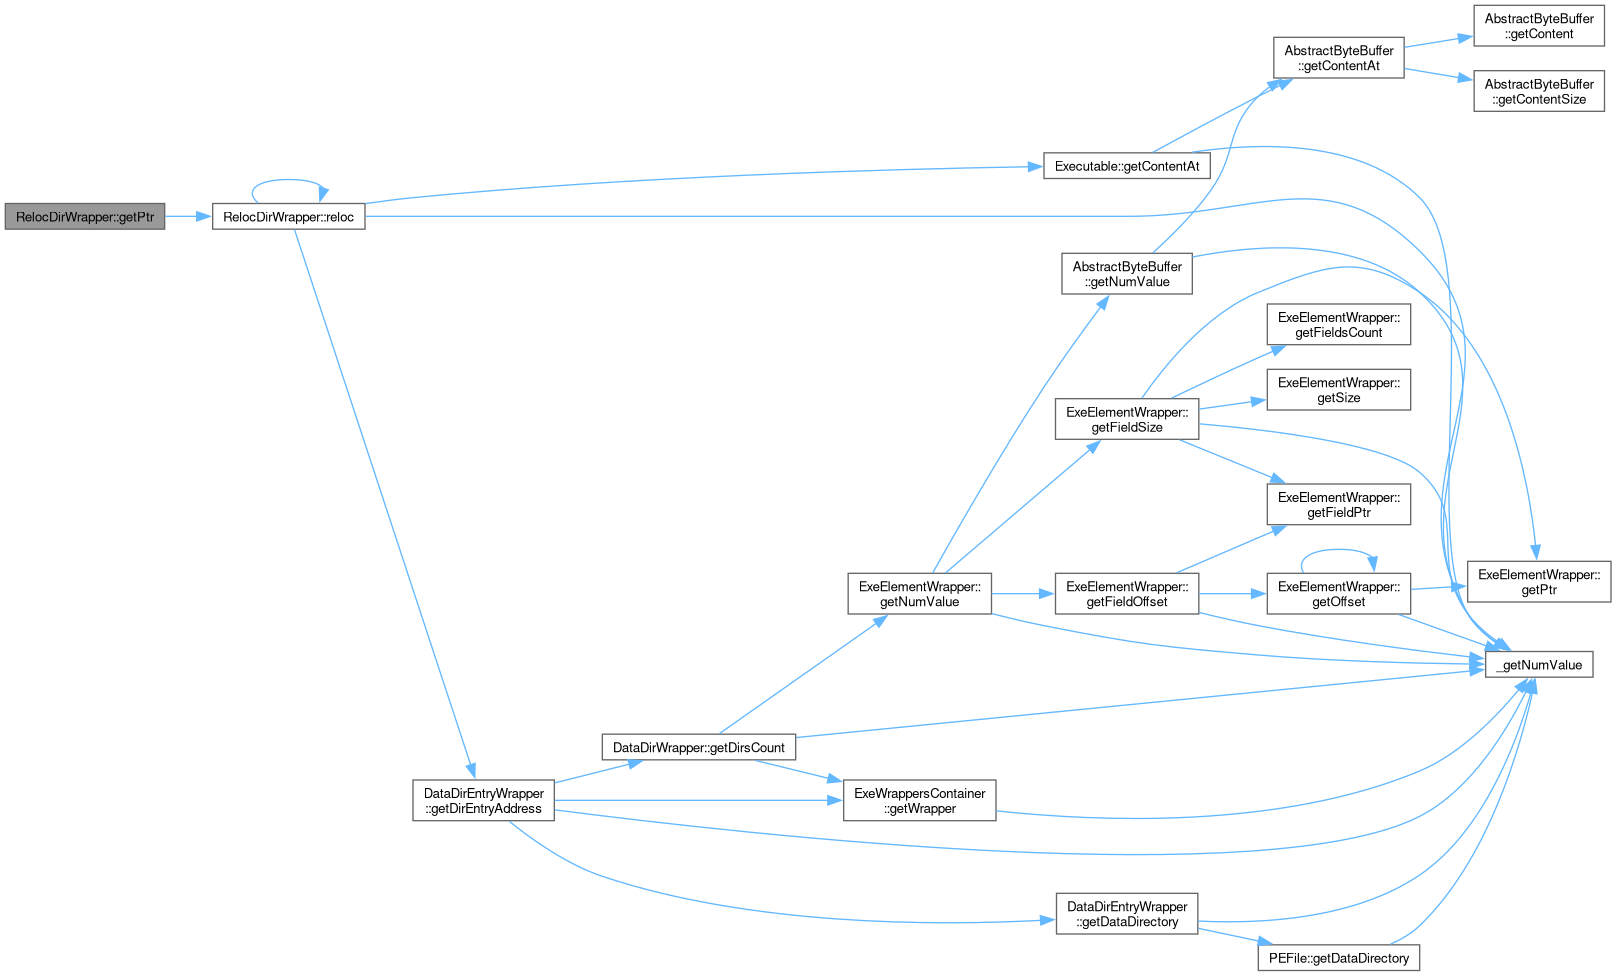 AbstractByteBuffer
::getContent
AbstractByteBuffer
::getContentAt
AbstractByteBuffer
::getContentSize
Executable::getContentAt
RelocDirWrapper::getPtr
RelocDirWrapper::reloc
AbstractByteBuffer
::getNumValue
ExeElementWrapper::
getFieldsCount
ExeElementWrapper::
getSize
ExeElementWrapper::
getFieldSize
ExeElementWrapper::
getFieldPtr
ExeElementWrapper::
getNumValue
ExeElementWrapper::
getFieldOffset
ExeElementWrapper::
getOffset
ExeElementWrapper::
getPtr
_getNumValue
DataDirWrapper::getDirsCount
DataDirEntryWrapper
::getDirEntryAddress
ExeWrappersContainer
::getWrapper
DataDirEntryWrapper
::getDataDirectory
PEFile::getDataDirectory